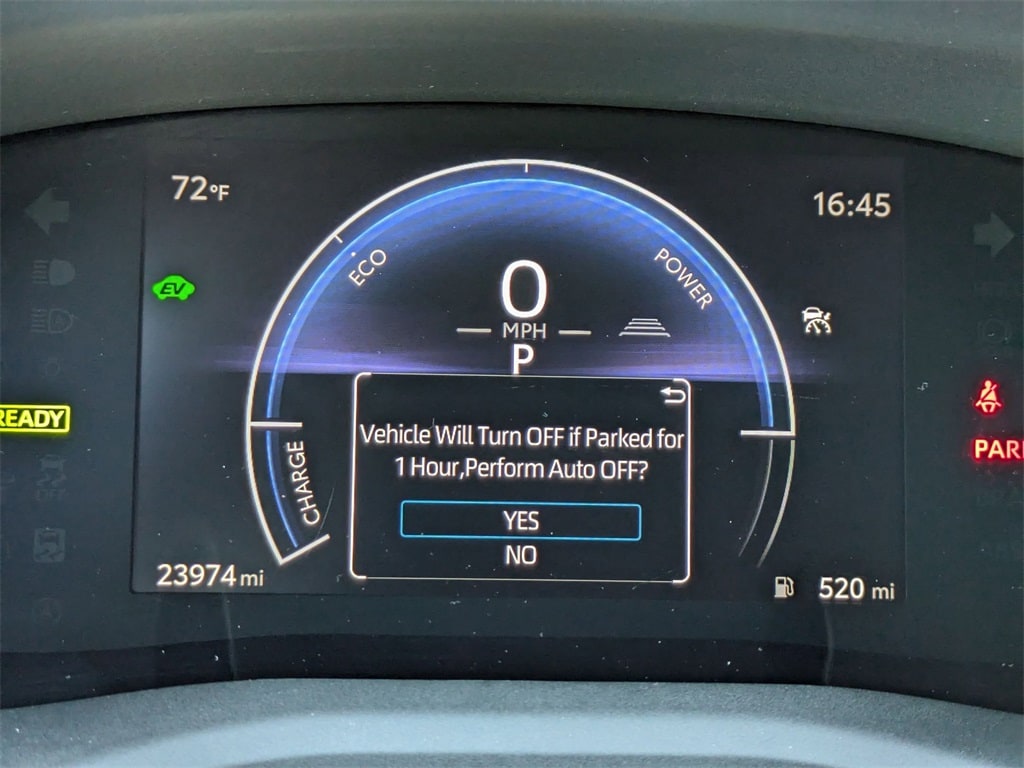 72°F
16:45
ECO
POWER
EV
0
MPH
P
READY
Vehicle Will Turn OFF if Parked for
1 Hour,Perform Auto OFF?
PARK
CHARGE
YES
NO
OFF
23974 mi
520 mi